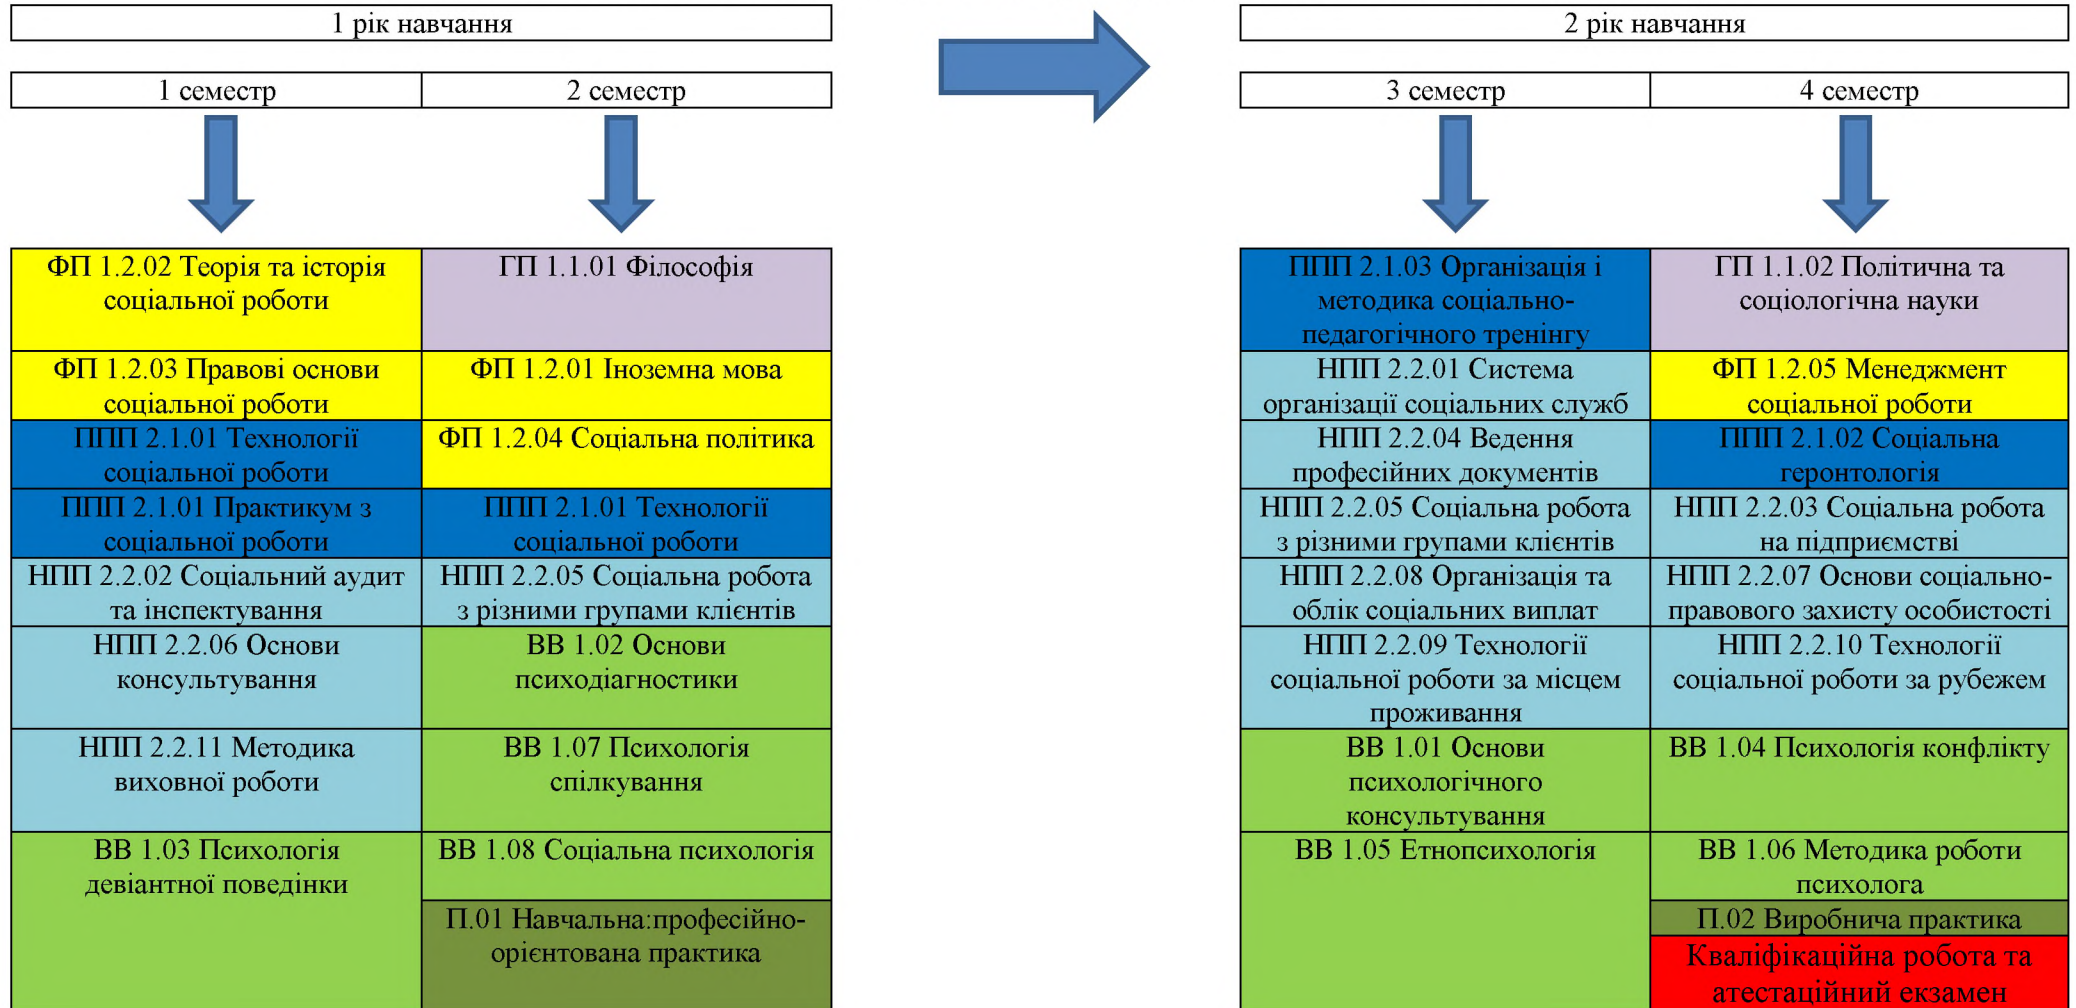 1 рік навчання
1 семестр
2 семестр
ФП 1.2.02 Теорія та історія
соціальної роботи
ФП 1.2.03 Правові основи
соціальної роботи
ППП 2.1.01 Технології
соціальної роботи
ППП 2.1.01 Практикум з
соціальної роботи
НПП 2.2.02 Соціальний аудит
та інспектування
НПП 2.2.06 Основи
консультування
НПП 2.2.11 Методика
виховної роботи
ВВ 1.03 Психологія
девіантної поведінки
ГП 1.1.01 Філософія
ФП 1.2.01 Іноземна мова
ФП 1.2.04 Соціальна політика
ППП 2.1.01 Технології
соціальної роботи
НПП 2.2.05 Соціальна робота
з різними групами клієнтів
ВВ 1.02 Основи
психодіагностики
ВВ 1.07 Психологія
спілкування
ВВ 1.08 Соціальна психологія
П.01 Навчальна:професійно-
орієнтована практика
2 рік навчання
3 семестр
4 семестр
ППП 2.1.03 Організація і
методика соціально-
педагогічного тренінгу
НПП 2.2.01 Система
організації соціальних служб
НПП 2.2.04 Ведення
професійних документів
НПП 2.2.05 Соціальна робота
з різними групами клієнтів
НПП 2.2.08 Організація та
облік соціальних виплат
НПП 2.2.09 Технології
соціальної роботи за місцем
проживання
ВВ 1.01 Основи
психологічного
консультування
ВВ 1.05 Етнопсихологія
ГП 1.1.02 Політична та
соціологічна науки
ФП 1.2.05 Менеджмент
соціальної роботи
ППП 2.1.02 Соціальна
геронтологія
НПП 2.2.03 Соціальна робота
на підприємстві
НПП 2.2.07 Основи соціально-
правового захисту особистості
НПП 2.2.10 Технології
соціальної роботи за рубежем
ВВ 1.04 Психологія конфлікту
ВВ 1.06 Методика роботи
психолога
П.02 Виробнича практика
Кваліфікаційна робота та
атестаційний екзамен